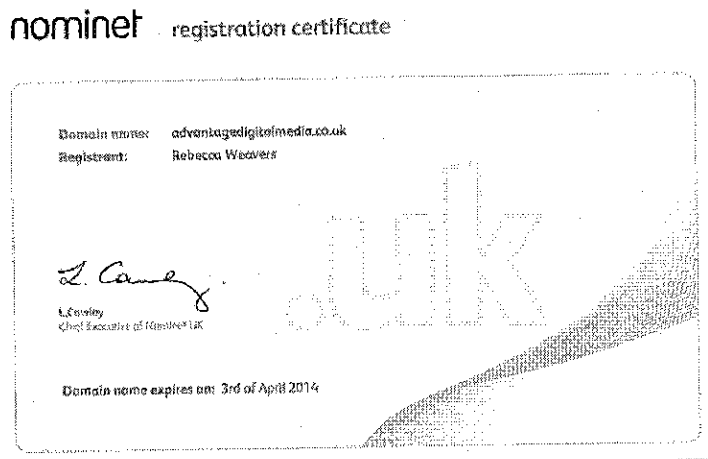 nominet registration certificate
Domain name: advantagedigitalmedia.co.uk
Registrant: Rebecca Weavers
.uk
L. Cowley
L.Cowley
Chief Executive of Nominet UK
Domain name expires on: 3rd of April 2014